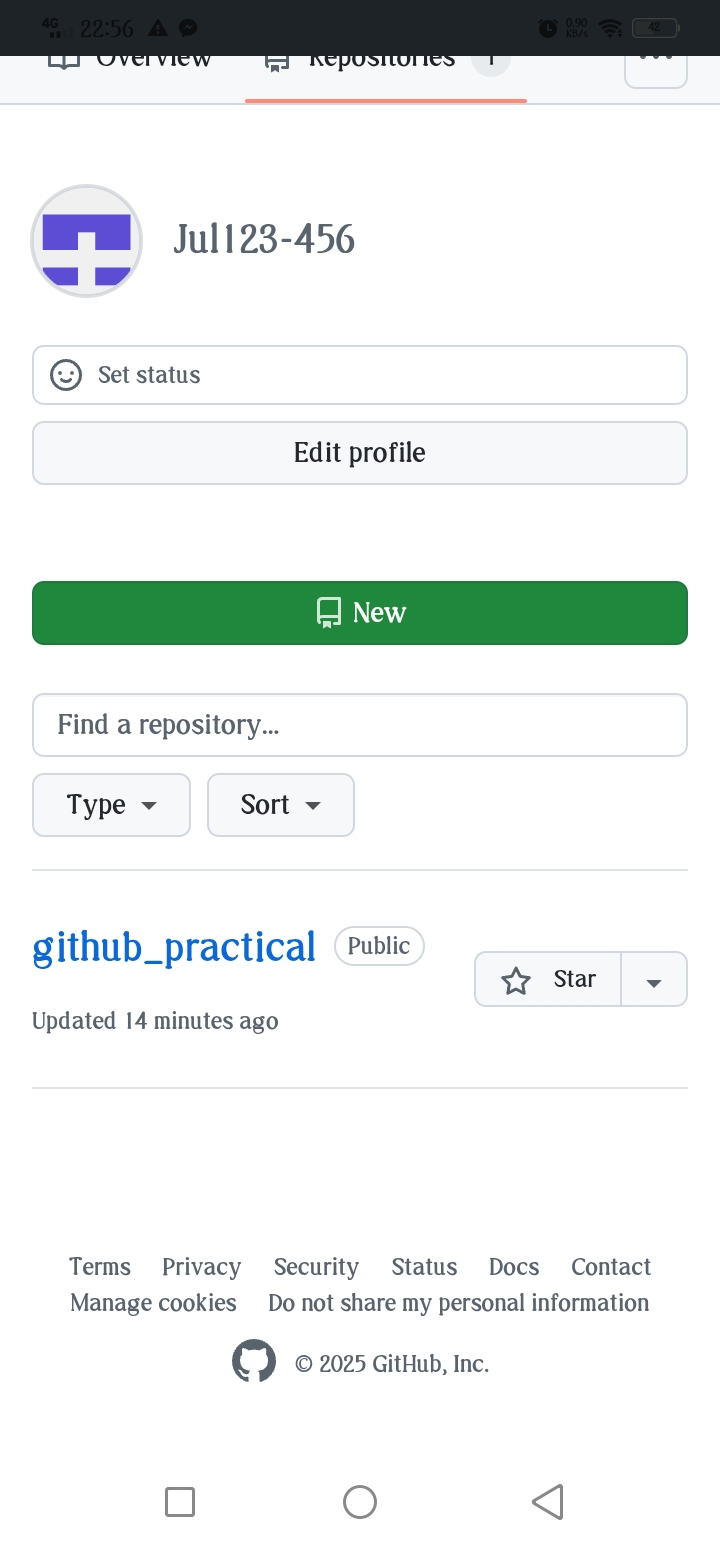 4G 22:56 0.90 KB/s 42
Overview Repositories 1
Jul123-456
Set status
Edit profile
New
Find a repository...
Type Sort
github_practical Public
Star
Updated 14 minutes ago
Terms Privacy Security Status Docs Contact
Manage cookies Do not share my personal information
© 2025 GitHub, Inc.